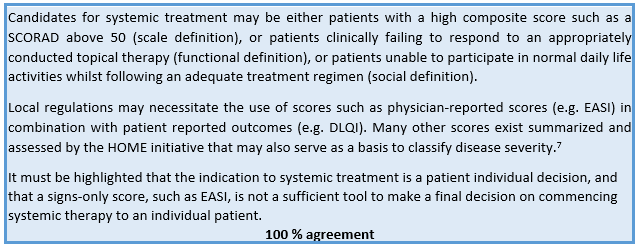 Candidates for systemic treatment may be either patients with a high composite score such as a
SCORAD above 50 (scale definition), or patients clinically failing to respond to an appropriately
conducted topical therapy (functional definition), or patients unable to participate in normal daily life
activities whilst following an adequate treatment regimen (social definition).
Local regulations may necessitate the use of scores such as physician-reported scores (e.g. EASI) in
combination with patient reported outcomes (e.g. DLQI). Many other scores exist summarized and
assessed by the HOME initiative that may also serve as a basis to classify disease severity.⁷
It must be highlighted that the indication to systemic treatment is a patient individual decision, and
that a signs-only score, such as EASI, is not a sufficient tool to make a final decision on commencing
systemic therapy to an individual patient.
100 % agreement